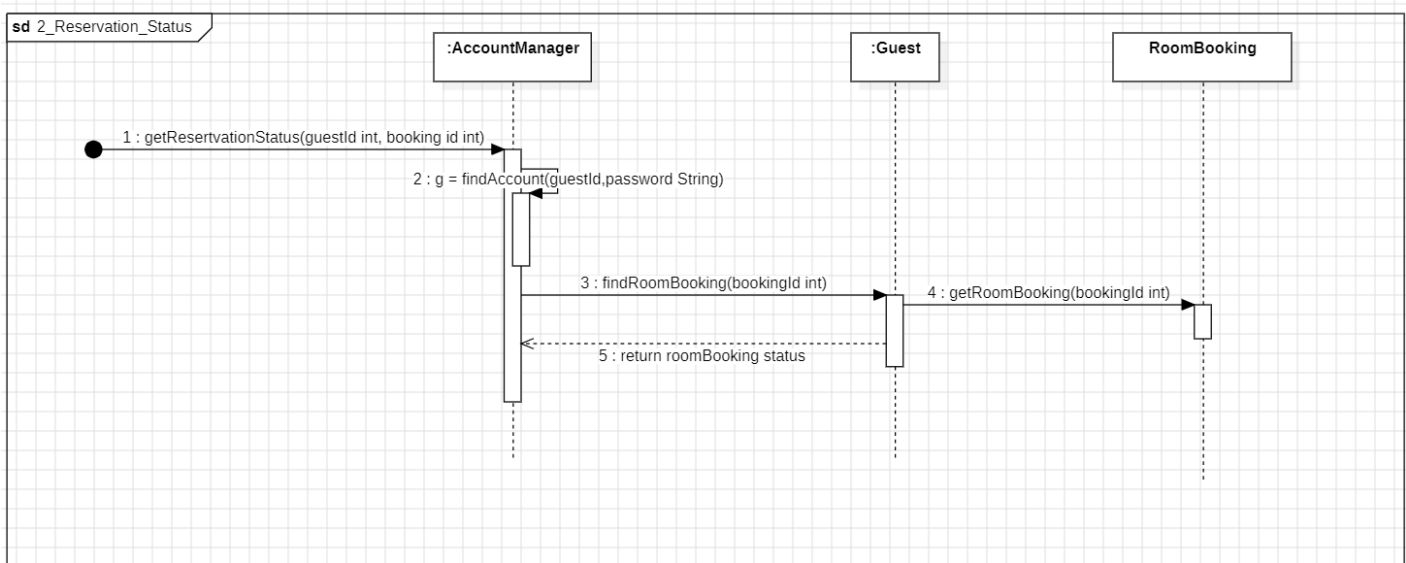 sd 2_Reservation_Status
:AccountManager
:Guest
RoomBooking
1 : getResertvationStatus(guestId int, booking id int)
2 : g = findAccount(guestId,password String)
3 : findRoomBooking(bookingId int)
4 : getRoomBooking(bookingId int)
5 : return roomBooking status